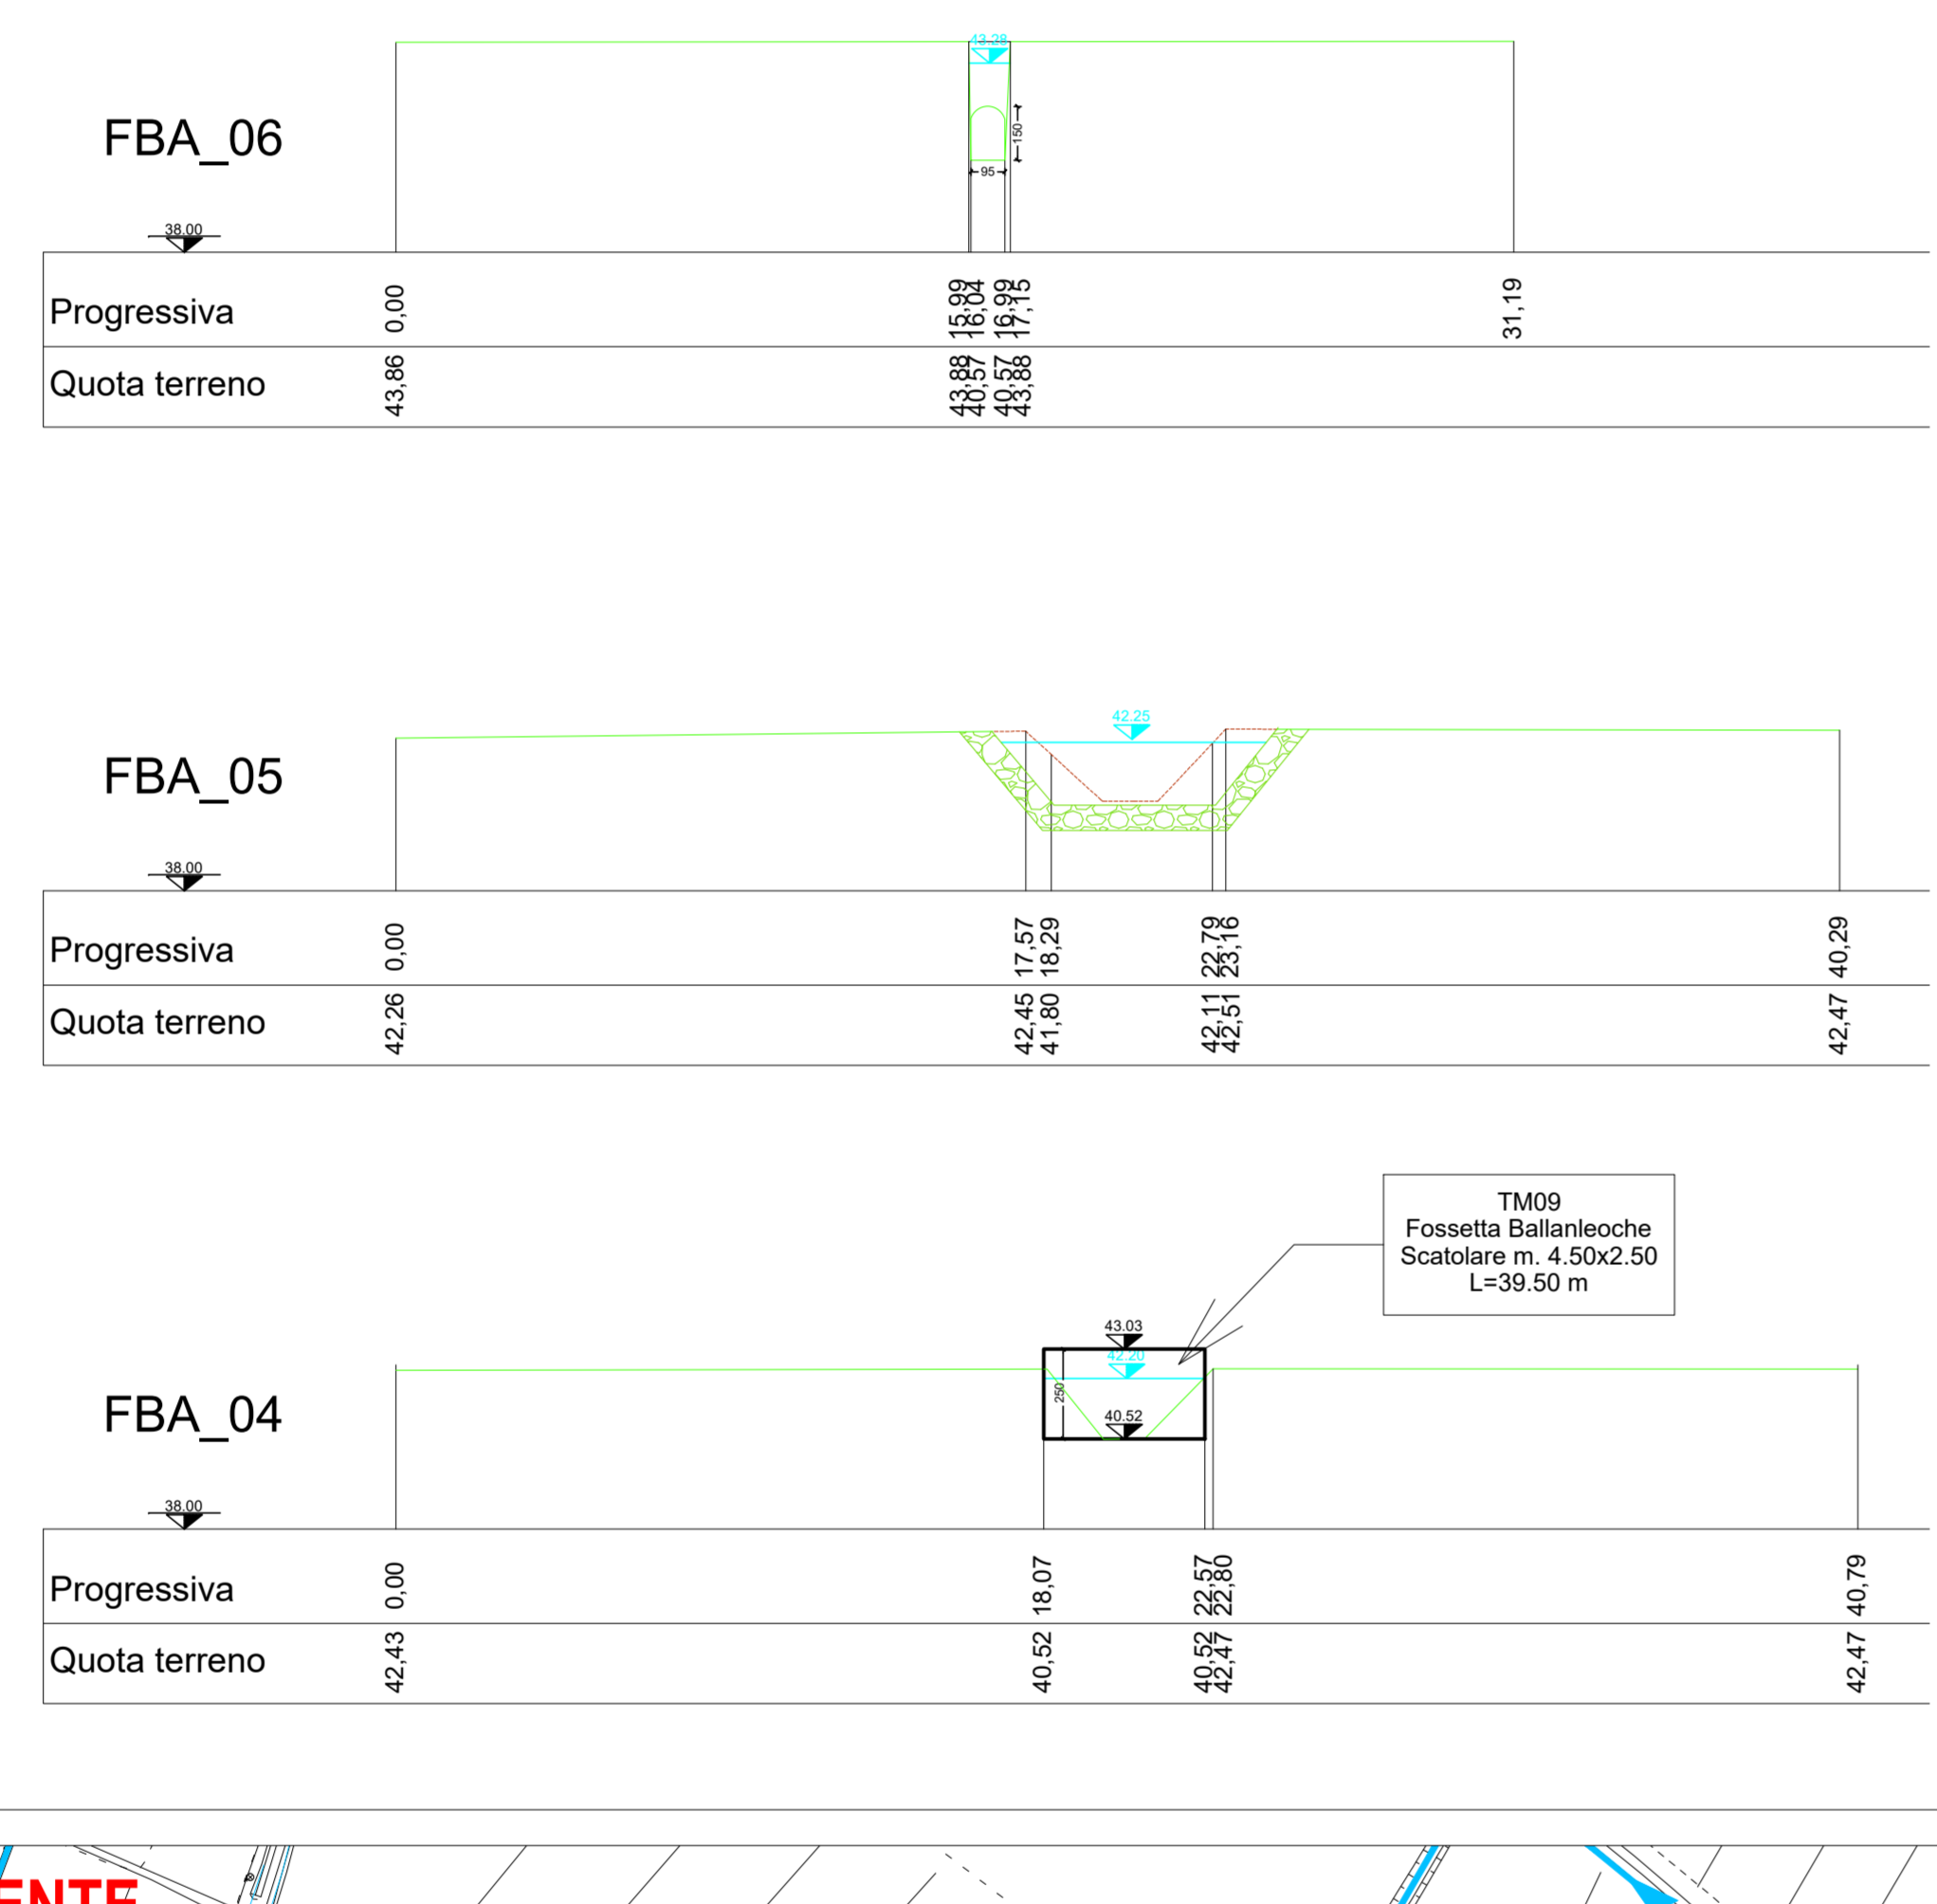 43.28
FBA_06
150
95
38.00
Progressiva 0,00 15,99 16,04 16,99 17,15 31,19
Quota terreno 43,86 43,88 40,57 40,57 43,88
42.25
FBA_05
38.00
Progressiva 0,00 17,57 18,29 22,79 23,16 40,29
Quota terreno 42,26 42,45 41,80 42,11 42,51 42,47
TM09
Fossetta Ballanleoche
Scatolare m. 4.50x2.50
L=39.50 m
43.03
42.20
250
FBA_04
40.52
38.00
Progressiva 0,00 18,07 22,57 22,80 40,79
Quota terreno 42,43 40,52 40,52 42,47 42,47
ENTE